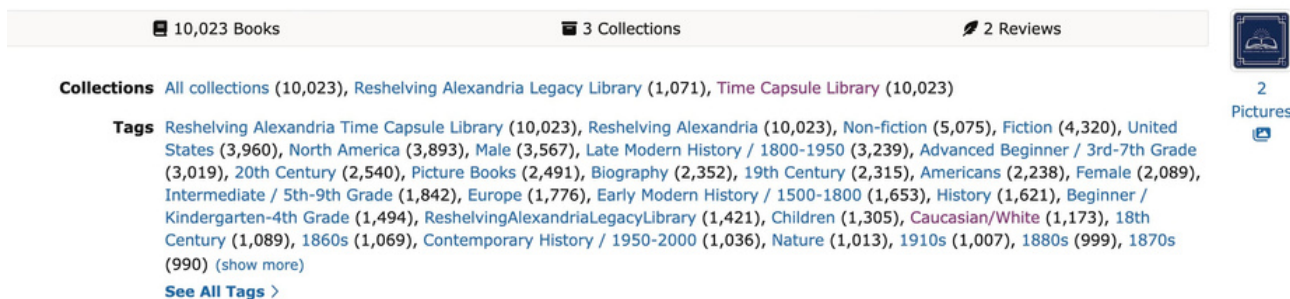 10,023 Books
3 Collections
2 Reviews
Collections All collections (10,023), Reshelving Alexandria Legacy Library (1,071), Time Capsule Library (10,023)
Tags Reshelving Alexandria Time Capsule Library (10,023), Reshelving Alexandria (10,023), Non-fiction (5,075), Fiction (4,320), United
States (3,960), North America (3,893), Male (3,567), Late Modern History / 1800-1950 (3,239), Advanced Beginner / 3rd-7th Grade
(3,019), 20th Century (2,540), Picture Books (2,491), Biography (2,352), 19th Century (2,315), Americans (2,238), Female (2,089),
Intermediate / 5th-9th Grade (1,842), Europe (1,776), Early Modern History / 1500-1800 (1,653), History (1,621), Beginner /
Kindergarten-4th Grade (1,494), ReshelvingAlexandriaLegacyLibrary (1,421), Children (1,305), Caucasian/White (1,173), 18th
Century (1,089), 1860s (1,069), Contemporary History / 1950-2000 (1,036), Nature (1,013), 1910s (1,007), 1880s (999), 1870s
(990) (show more)
See All Tags >
2
Pictures